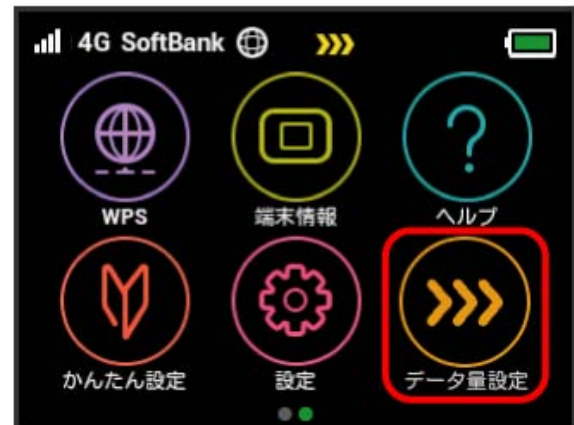 4G SoftBank
WPS
端末情報
ヘルプ
かんたん設定
設定
データ量設定